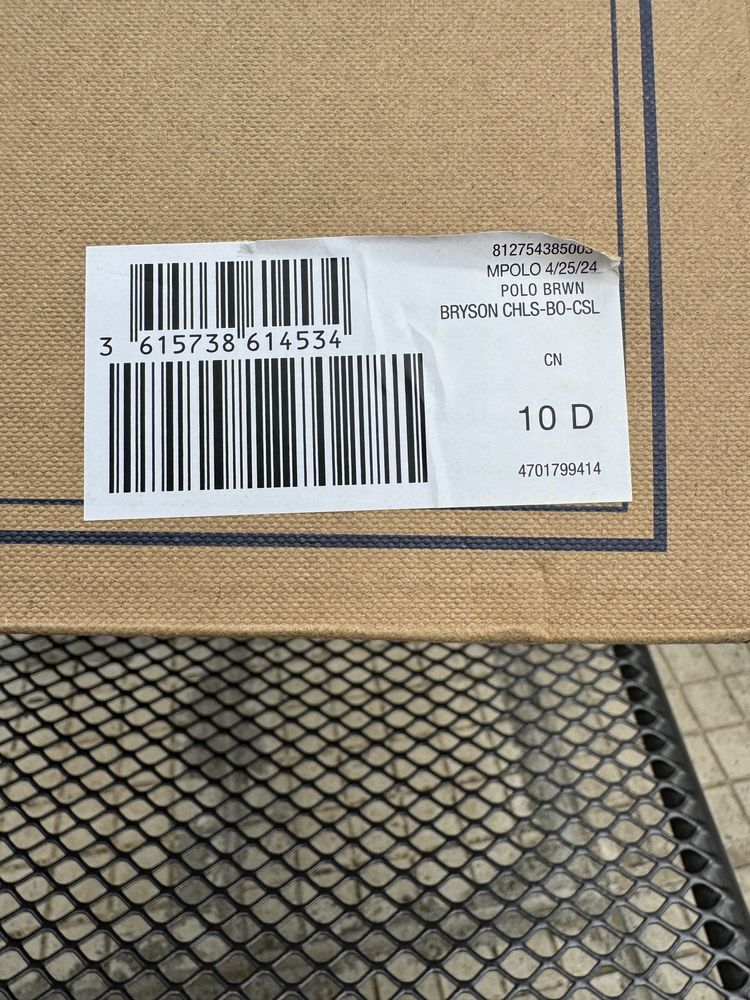 3 615738 614534
812754385003
MPOLO 4/25/24
POLO BRWN
BRYSON CHLS-BO-CSL
CN
10 D
4701799414